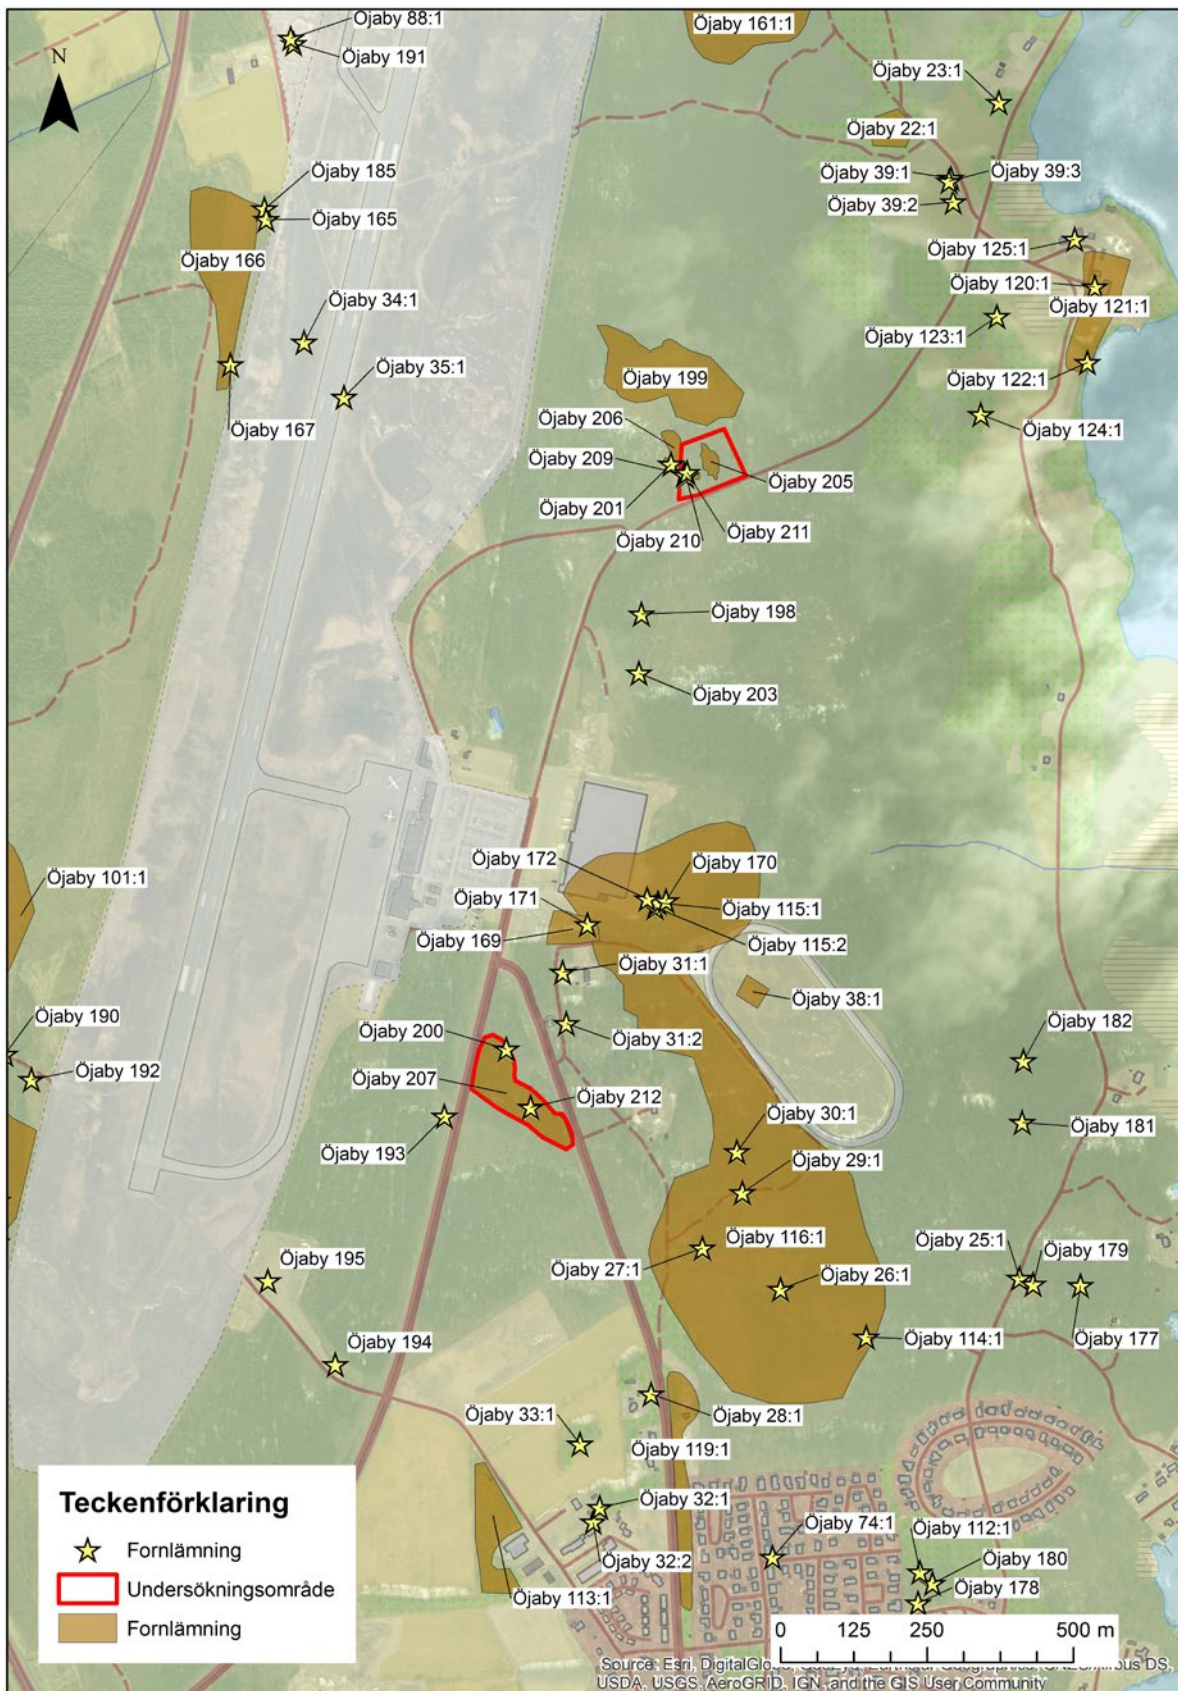 Öjaby 88:1
Öjaby 161:1
Öjaby 191
N
Öjaby 23:1
Öjaby 22:1
Öjaby 185
Öjaby 39:1
Öjaby 39:3
Öjaby 165
Öjaby 39:2
Öjaby 166
Öjaby 125:1
Öjaby 120:1
Öjaby 34:1
Öjaby 121:1
Öjaby 123:1
Öjaby 35:1
Öjaby 199
Öjaby 122:1
Öjaby 206
Öjaby 167
Öjaby 124:1
Öjaby 209
Öjaby 205
Öjaby 201
Öjaby 211
Öjaby 210
Öjaby 198
Öjaby 203
Öjaby 172
Öjaby 170
Öjaby 101:1
Öjaby 171
Öjaby 115:1
Öjaby 169
Öjaby 115:2
Öjaby 31:1
Öjaby 38:1
Öjaby 190
Öjaby 182
Öjaby 200
Öjaby 31:2
Öjaby 192
Öjaby 207
Öjaby 212
Öjaby 30:1
Öjaby 181
Öjaby 193
Öjaby 29:1
Öjaby 116:1
Öjaby 25:1
Öjaby 179
Öjaby 27:1
Öjaby 195
Öjaby 26:1
Öjaby 194
Öjaby 114:1
Öjaby 177
Öjaby 28:1
Öjaby 33:1
Öjaby 119:1
Öjaby 32:1
Öjaby 74:1
Öjaby 112:1
Öjaby 32:2
Öjaby 180
Öjaby 178
Öjaby 113:1
Teckenförklaring
Fornlämning
Undersökningsområde
Fornlämning
0 125 250 500 m
Source: Esri, DigitalGlobe, DS,
USDA, USGS, AeroGRID, IGN, and the GIS User Community